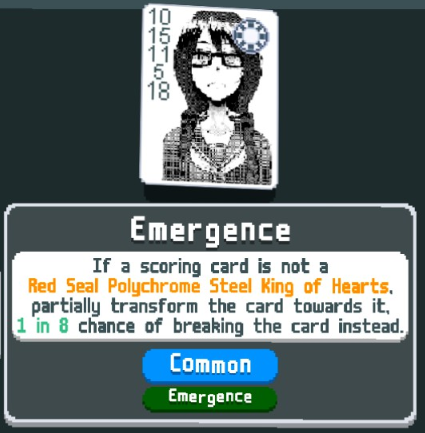 10
15
11
5
18
Emergence
If a scoring card is not a
Red Seal Polychrome Steel King of Hearts,
partially transform the card towards it,
1 in 8 chance of breaking the card instead.
Common
Emergence